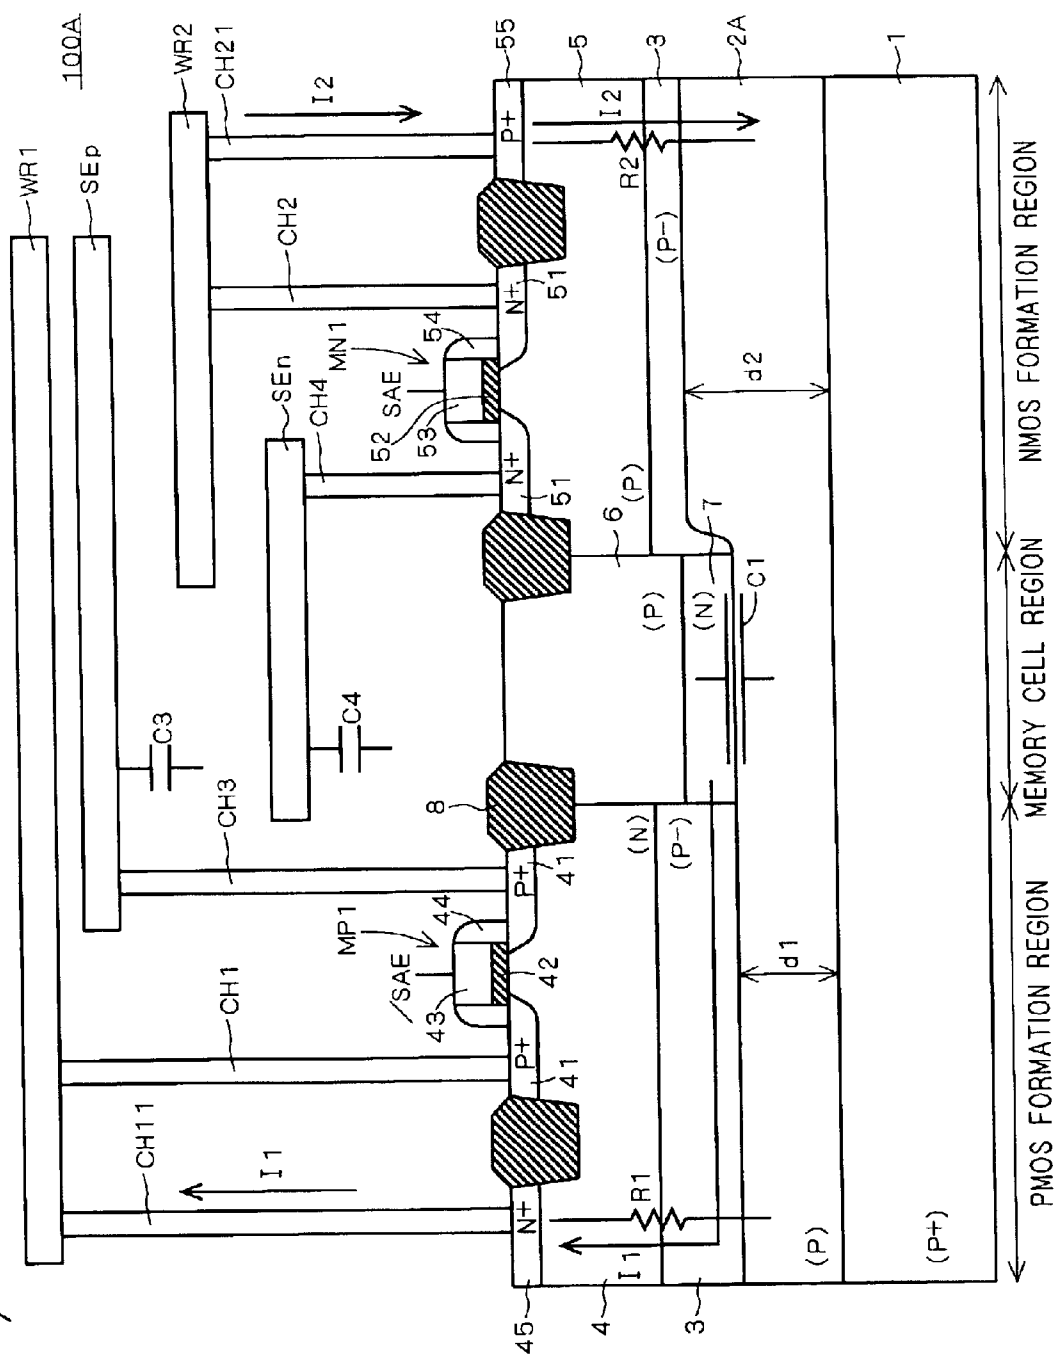 100A
WR1
SEp
WR2
CH21
I2
CH2
SEn
CH4
MN1
SAE
54
53
52
C3
C4
CH3
8
MP1
/SAE
44
43
42
CH1
CH11
I1
45
N+
P+
41
P+
41
N+
51
N+
51
P+
55
5
3
2A
1
I2
R2
(P-)
(P)
6
d2
7
(P)
(N)
C1
(N)
(P-)
d1
R1
I1
4
3
(P)
(P+)
PMOS FORMATION REGION
MEMORY CELL REGION
NMOS FORMATION REGION